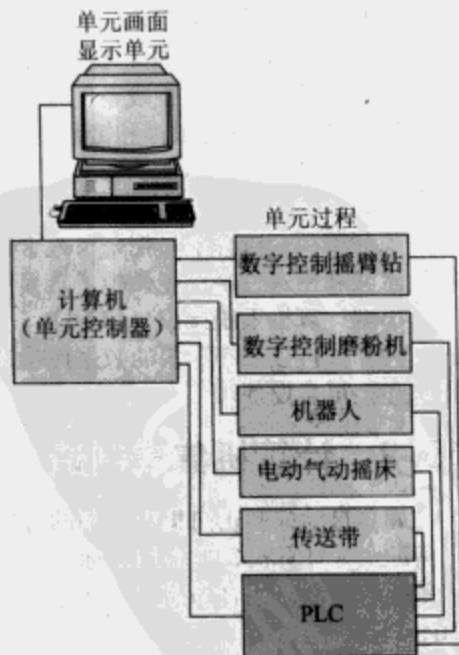 单元画面
显示单元
单元过程
计算机
（单元控制器）
数字控制摇臂钻
数字控制磨粉机
机器人
电动气动摇床
传送带
PLC